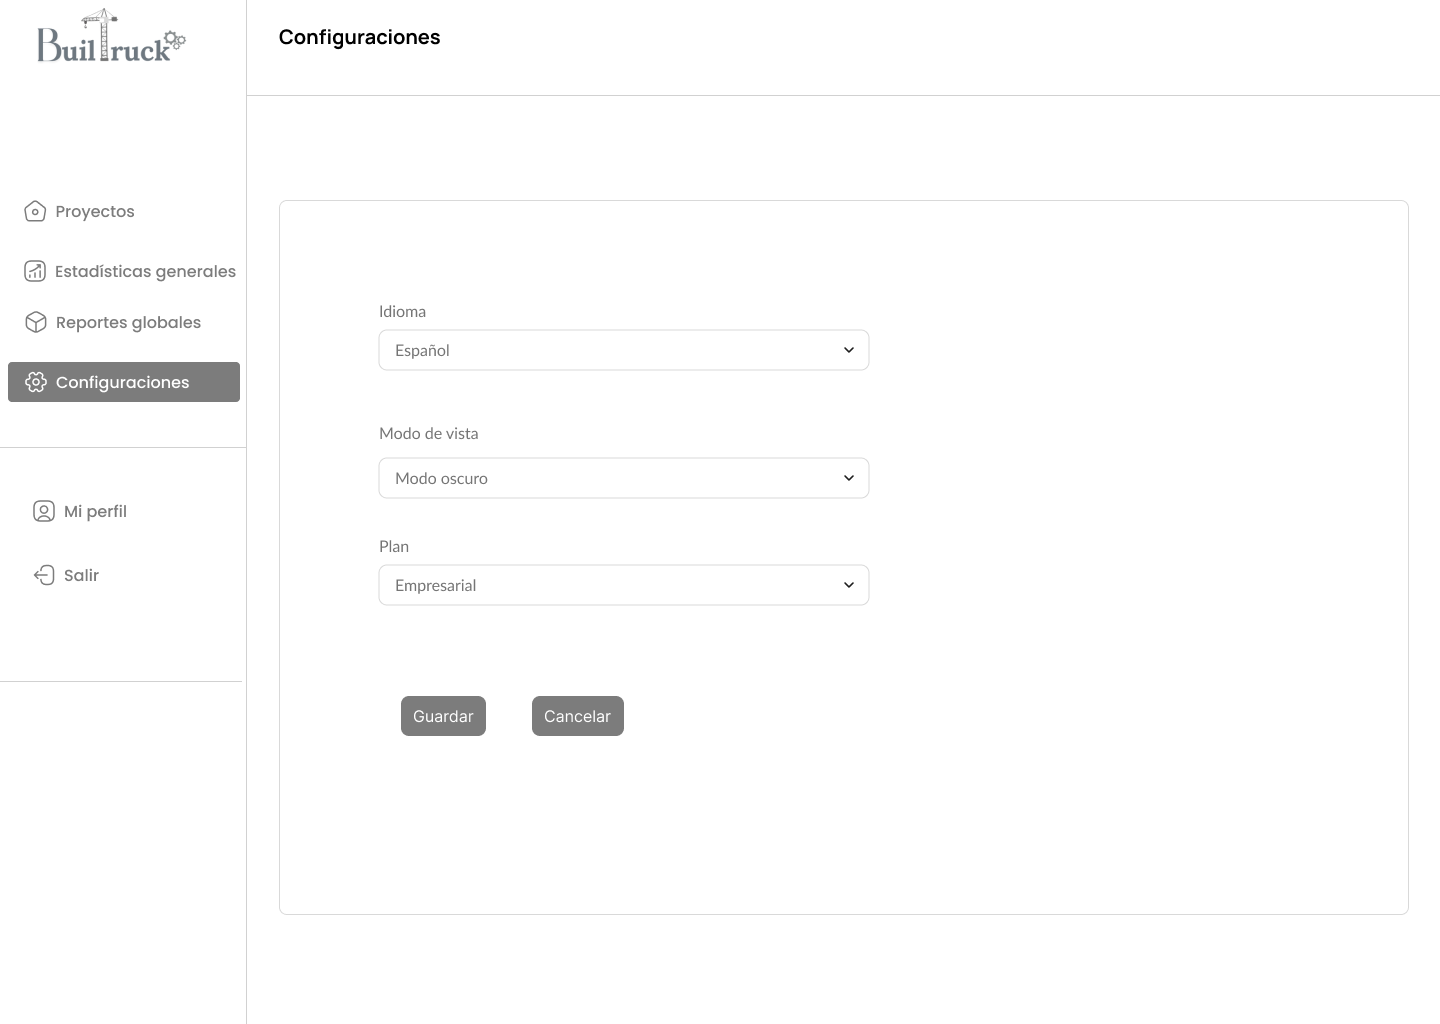 BuilTruck
Configuraciones
Proyectos
Estadísticas generales
Reportes globales
Configuraciones
Mi perfil
Salir
Idioma
Español
Modo de vista
Modo oscuro
Plan
Empresarial
Guardar
Cancelar